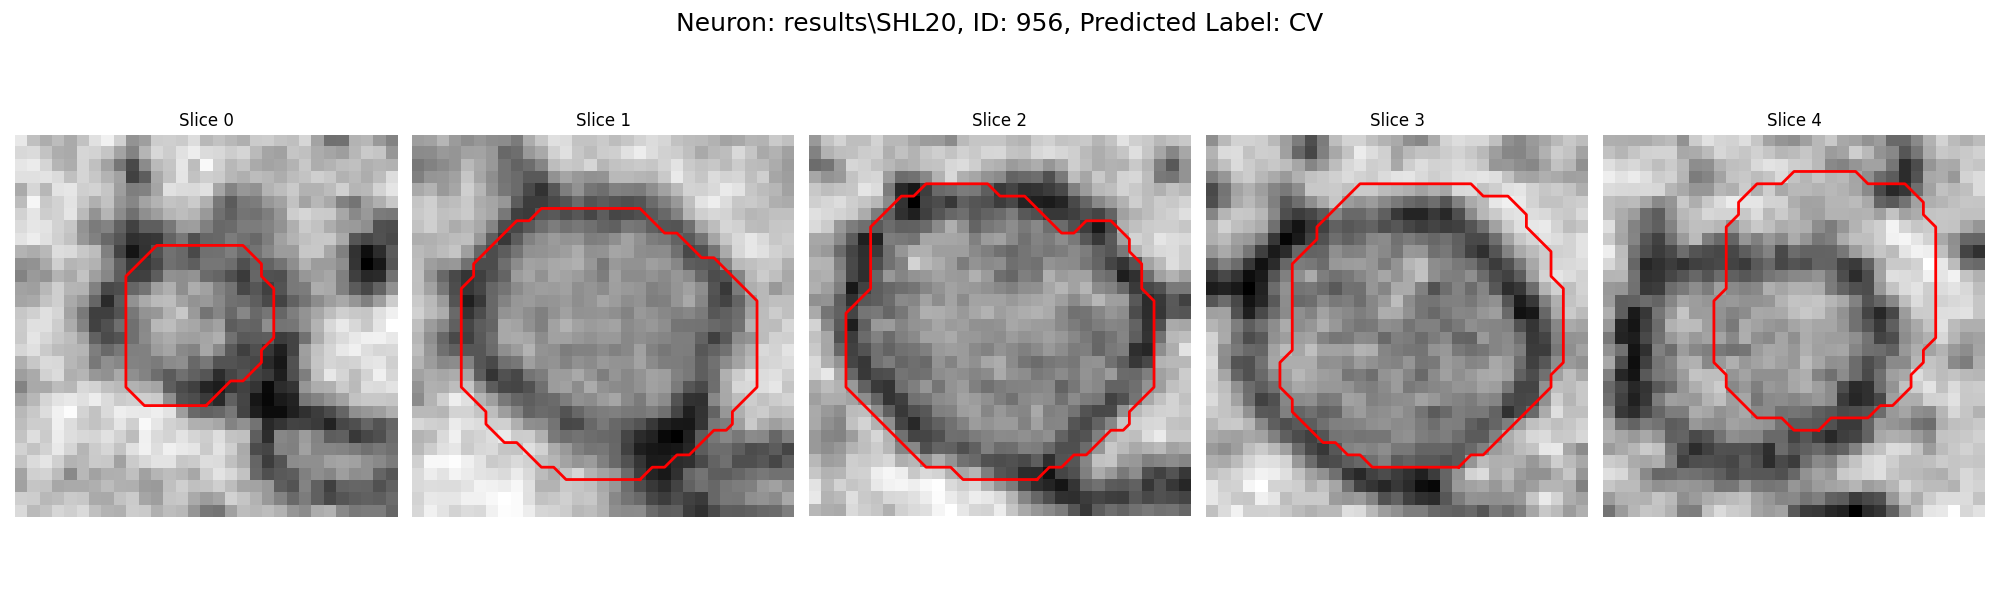 Neuron: results\SHL20, ID: 956, Predicted Label: CV
Slice 0
Slice 1
Slice 2
Slice 3
Slice 4